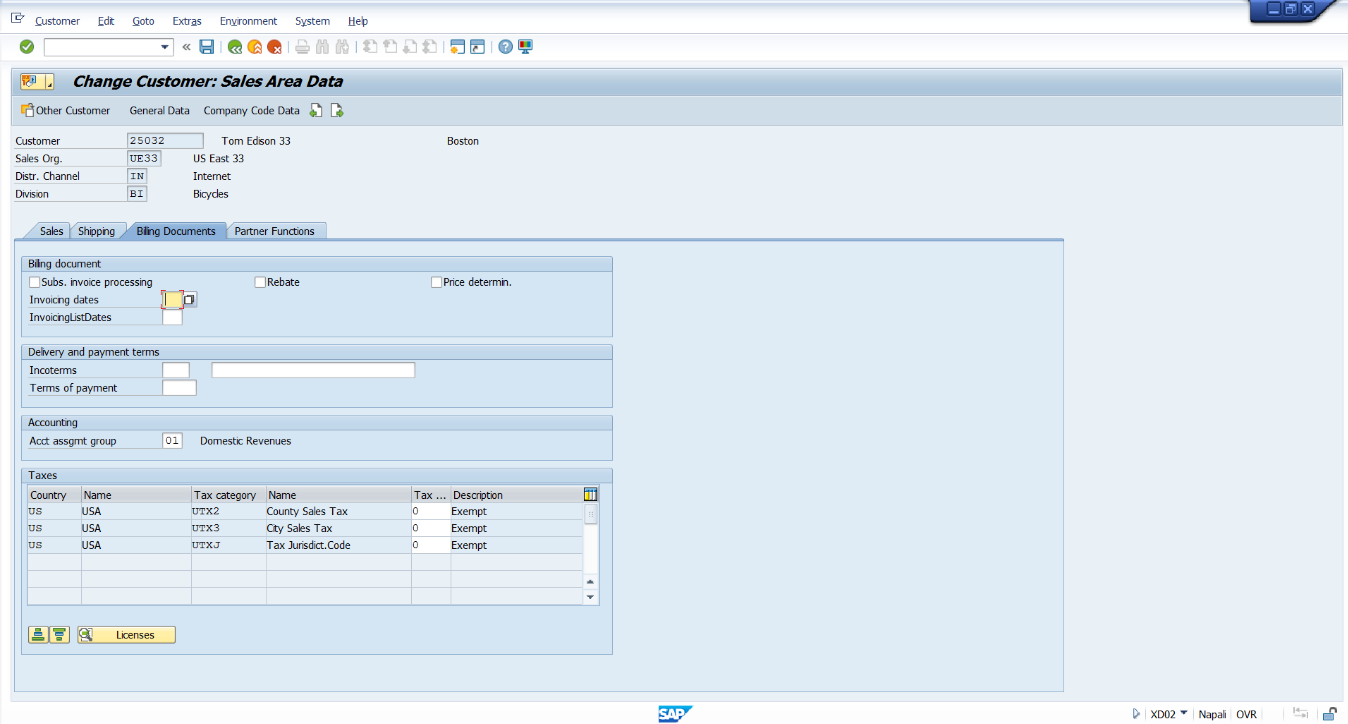 Customer Edit Goto Extras Environment System Help
Change Customer: Sales Area Data
Other Customer General Data Company Code Data
Customer 25032 Tom Edison 33 Boston
Sales Org. UE33 US East 33
Distr. Channel IN Internet
Division BI Bicycles
Sales Shipping Billing Documents Partner Functions
Billing document
Subs. invoice processing Rebate Price determin.
Invoicing dates
InvoicingListDates
Delivery and payment terms
Incoterms
Terms of payment
Accounting
Acct assgmt group 01 Domestic Revenues
Taxes
Country Name Tax category Name Tax ... Description
US USA UTX2 County Sales Tax 0 Exempt
US USA UTX3 City Sales Tax 0 Exempt
US USA UTXJ Tax Jurisdict.Code 0 Exempt
Licenses
SAP XD02 Napali OVR